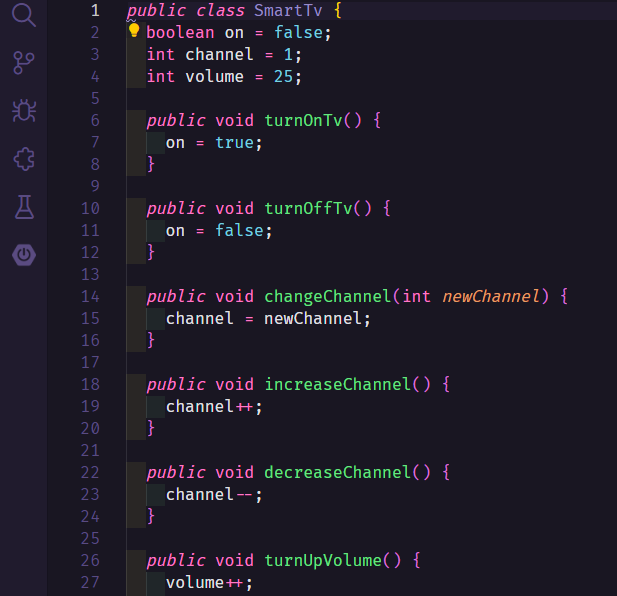 1 public class SmartTv {
2 boolean on = false;
3 int channel = 1;
4 int volume = 25;
5
6 public void turnOnTv() {
7 on = true;
8 }
9
10 public void turnOffTv() {
11 on = false;
12 }
13
14 public void changeChannel(int newChannel) {
15 channel = newChannel;
16 }
17
18 public void increaseChannel() {
19 channel++;
20 }
21
22 public void decreaseChannel() {
23 channel--;
24 }
25
26 public void turnUpVolume() {
27 volume++;